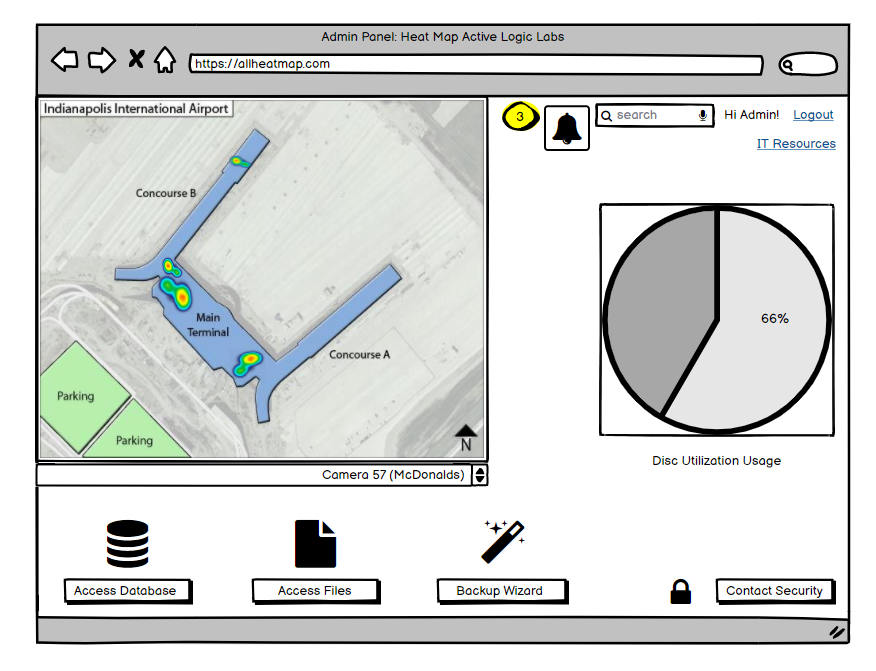 Admin Panel: Heat Map Active Logic Labs
https://allheatmap.com
Indianapolis International Airport
Concourse B
Main
Terminal
Concourse A
Parking
Parking
N
Camera 57 (McDonalds)
3
search
Hi Admin!
Logout
IT Resources
66%
Disc Utilization Usage
Access Database
Access Files
Backup Wizard
Contact Security